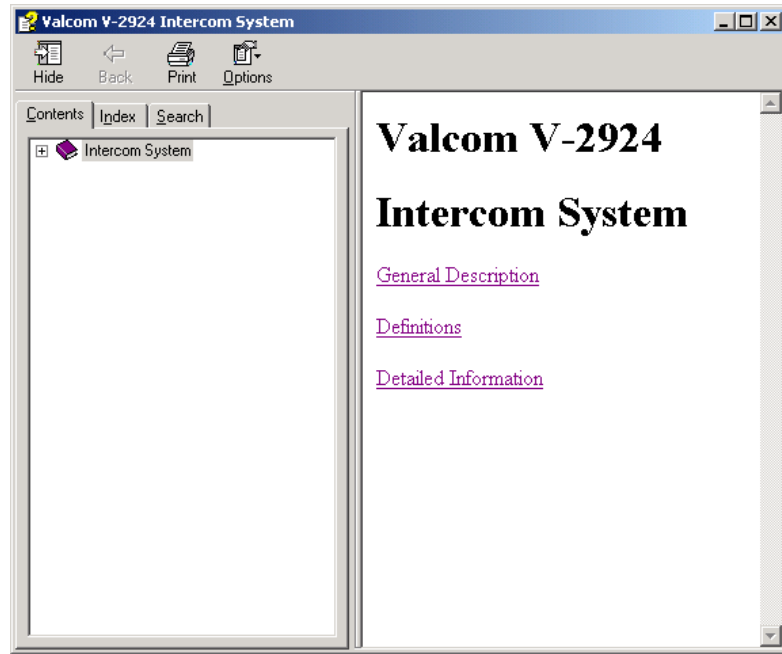 Valcom V-2924 Intercom System
Hide Back Print Options
Contents Index Search
Intercom System
Valcom V-2924
Intercom System
General Description
Definitions
Detailed Information